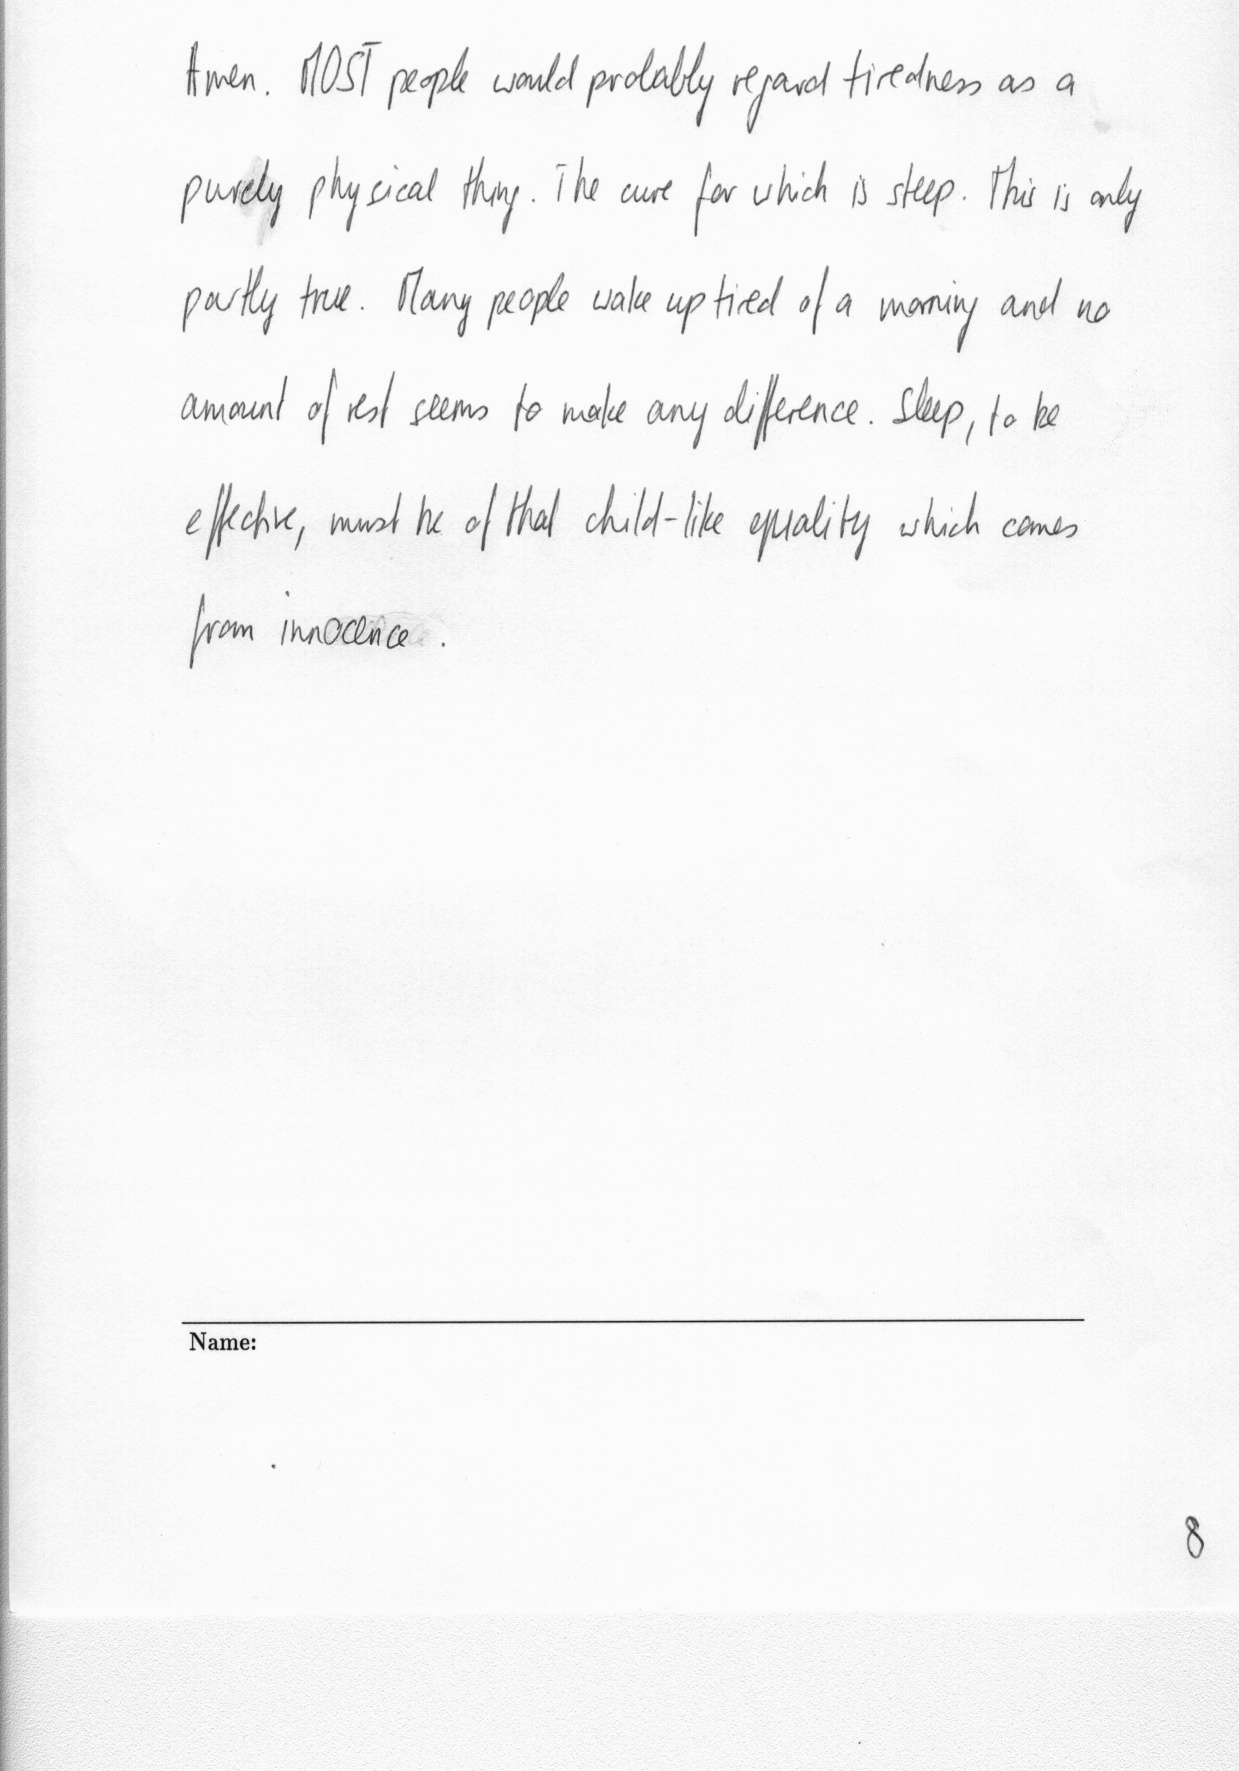 Amen. MOST people would probably regard tiredness as a
purely physical thing. The cure for which is sleep. This is only
partly true. Many people wake up tired of a morning and no
amount of rest seems to make any difference. Sleep, to be
effective, must be of that child-like equality which comes
from innocence.
Name:
8